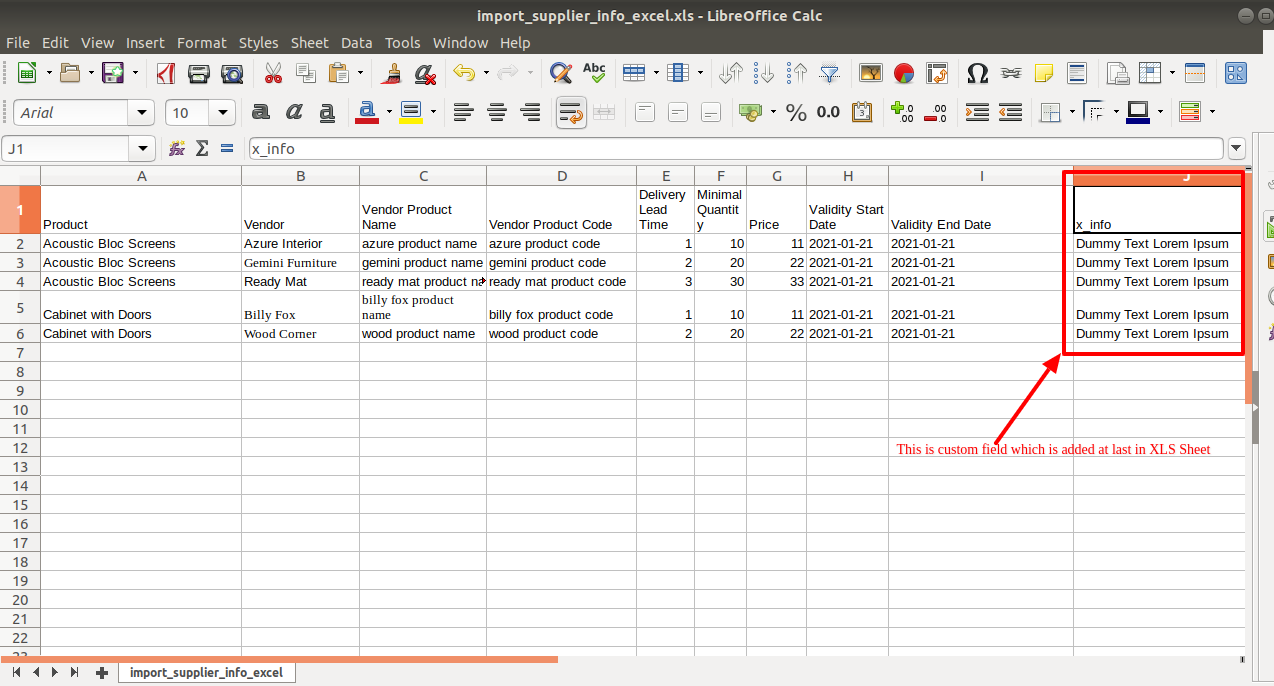 import_supplier_info_excel.xls - LibreOffice Calc
File Edit View Insert Format Styles Sheet Data Tools Window Help
Abc
Arial 10 a a a a % 0.0 .00 .00
J1 x_info
A B C D E F G H I J
1 Product Vendor Vendor Product Name Vendor Product Code Delivery Lead Time Minimal Quantity Price Validity Start Date Validity End Date x_info
2 Acoustic Bloc Screens Azure Interior azure product name azure product code 1 10 11 2021-01-21 2021-01-21 Dummy Text Lorem Ipsum
3 Acoustic Bloc Screens Gemini Furniture gemini product name gemini product code 2 20 22 2021-01-21 2021-01-21 Dummy Text Lorem Ipsum
4 Acoustic Bloc Screens Ready Mat ready mat product na ready mat product code 3 30 33 2021-01-21 2021-01-21 Dummy Text Lorem Ipsum
5 Cabinet with Doors Billy Fox billy fox product name billy fox product code 1 10 11 2021-01-21 2021-01-21 Dummy Text Lorem Ipsum
6 Cabinet with Doors Wood Corner wood product name wood product code 2 20 22 2021-01-21 2021-01-21 Dummy Text Lorem Ipsum
7
8
9
10
11
12 This is custom field which is added at last in XLS Sheet
13
14
15
16
17
18
19
20
21
22
23
import_supplier_info_excel